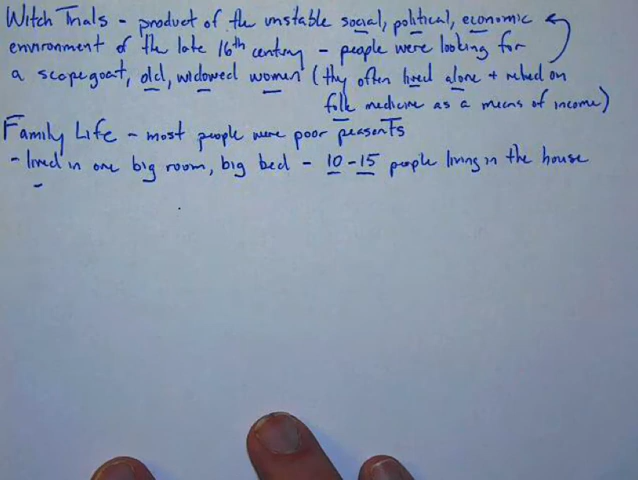 Witch Trials - product of the unstable social, political, economic
environment of the late 16th century - people were looking for
a scapegoat, old, widowed women (they often lived alone + relied on
folk medicine as a means of income)
Family Life - most people were poor peasants
- lived in one big room, big bed - 10-15 people living in the house